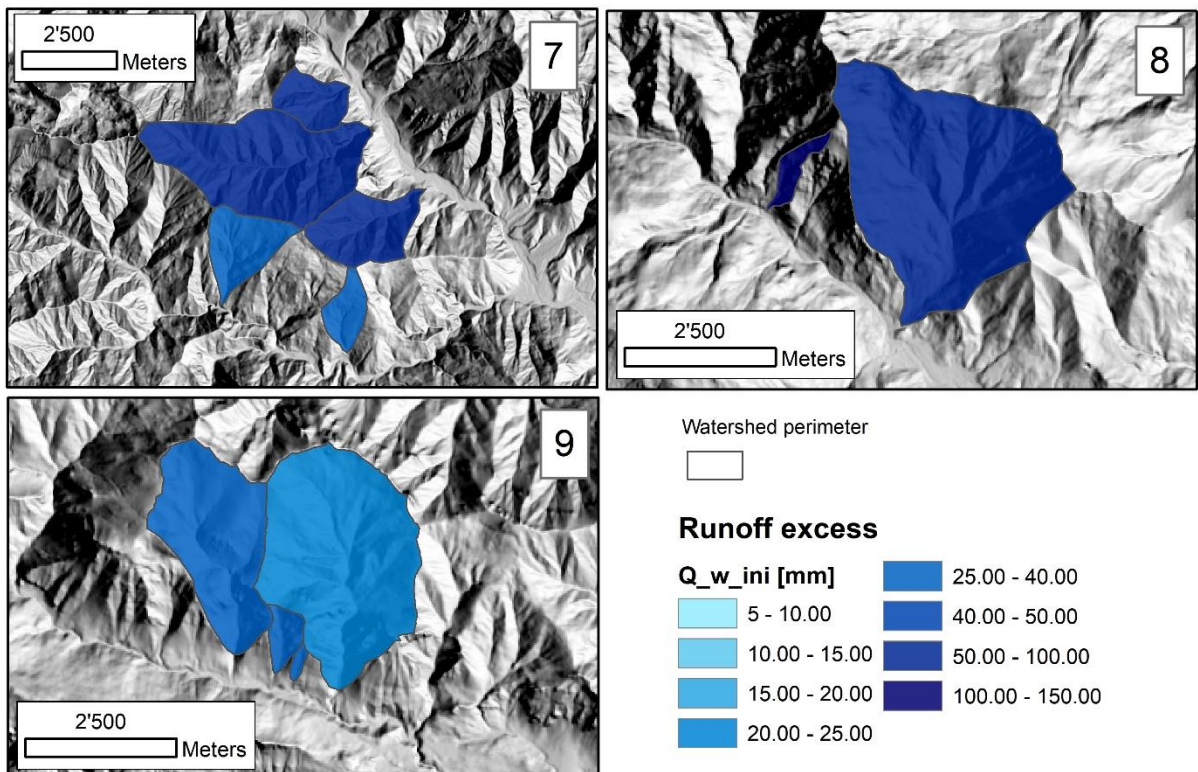 2'500
Meters
7
8
2'500
Meters
9
2'500
Meters
Watershed perimeter
Runoff excess
Q_w_ini [mm]
5 - 10.00
10.00 - 15.00
15.00 - 20.00
20.00 - 25.00
25.00 - 40.00
40.00 - 50.00
50.00 - 100.00
100.00 - 150.00